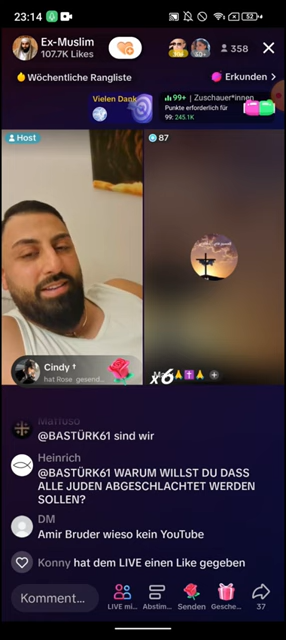 23:14
52
Ex-Muslim
107.7K Likes
358
Wöchentliche Rangliste
Erkunden >
Vielen Dank
99+ | Zuschauer*innen
Punkte erforderlich für
99: 245.1K
Host
87
Cindy †
hat Rose gesend...
x6
@BASTÜRK61 sind wir
Heinrich
@BASTÜRK61 WARUM WILLST DU DASS
ALLE JUDEN ABGESCHLACHTET WERDEN
SOLLEN?
DM
Amir Bruder wieso kein YouTube
Konny hat dem LIVE einen Like gegeben
Komment...
LIVE mi...
Abstim...
Senden
Gesche...
37